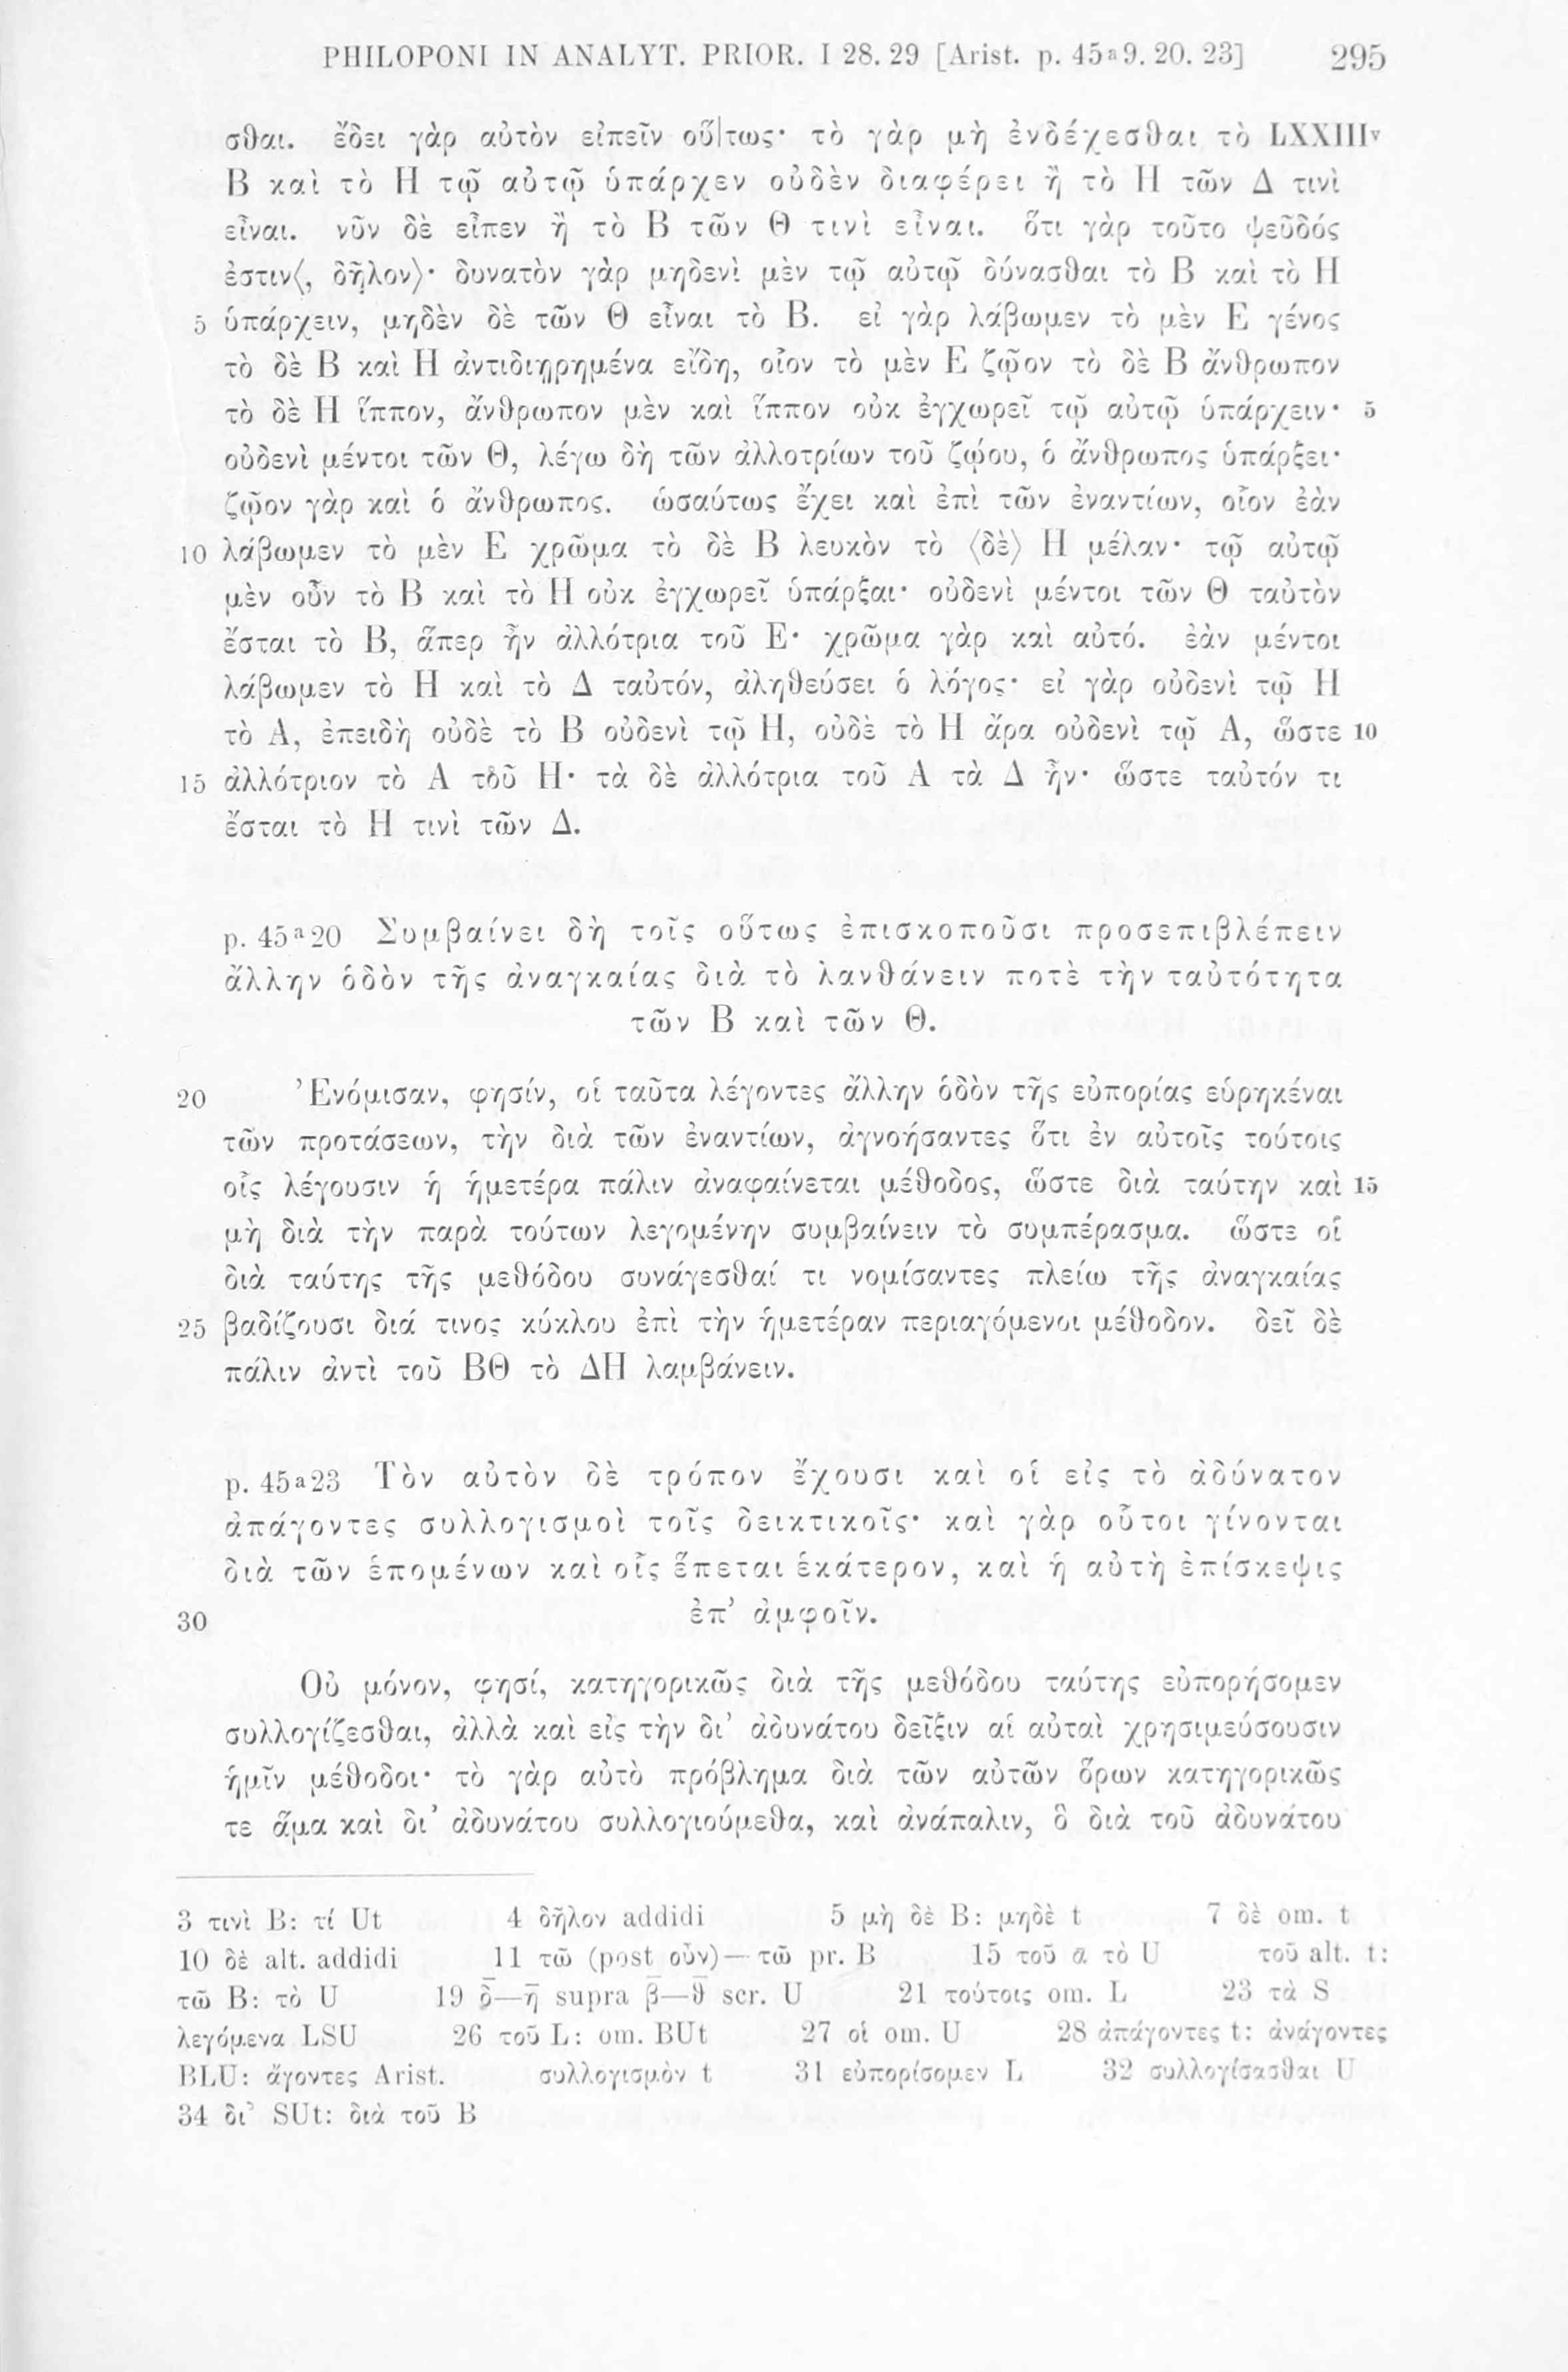 PHILOPONI IN ANALYT. PRIOR. I 28. 29 [Arist. p. 45ª9. 20. 23] 295
σθαι. ἔδει γὰρ αὐτὸν εἰπεῖν οὕ|τως· τὸ γὰρ μὴ ἐνδέχεσθαι τὸ LXXIIIᵛ
Β καὶ τὸ Η τῷ αὐτῷ ὑπάρχεν οὐδὲν διαφέρει ἢ τὸ Η τῶν Δ τινὶ
εἶναι. νῦν δὲ εἶπεν ἢ τὸ Β τῶν Θ τινὶ εἶναι. ὅτι γὰρ τοῦτο ψεῦδός
ἐστιν⟨, δῆλον⟩· δυνατὸν γὰρ μηδενὶ μὲν τῷ αὐτῷ δύνασθαι τὸ Β καὶ τὸ Η
5 ὑπάρχειν, μηδὲν δὲ τῶν Θ εἶναι τὸ Β. εἰ γὰρ λάβωμεν τὸ μὲν Ε γένος
τὸ δὲ Β καὶ Η ἀντιδιῃρημένα εἴδη, οἷον τὸ μὲν Ε ζῷον τὸ δὲ Β ἄνθρωπον
τὸ δὲ Η ἵππον, ἄνθρωπον μὲν καὶ ἵππον οὐκ ἐγχωρεῖ τῷ αὐτῷ ὑπάρχειν· 5
οὐδενὶ μέντοι τῶν Θ, λέγω δὴ τῶν ἀλλοτρίων τοῦ ζῴου, ὁ ἄνθρωπος ὑπάρξει·
ζῷον γὰρ καὶ ὁ ἄνθρωπος. ὡσαύτως ἔχει καὶ ἐπὶ τῶν ἐναντίων, οἷον ἐὰν
10 λάβωμεν τὸ μὲν Ε χρῶμα τὸ δὲ Β λευκὸν τὸ ⟨δὲ⟩ Η μέλαν· τῷ αὐτῷ
μὲν οὖν τὸ Β καὶ τὸ Η οὐκ ἐγχωρεῖ ὑπάρξαι· οὐδενὶ μέντοι τῶν Θ ταὐτὸν
ἔσται τὸ Β, ἅπερ ἦν ἀλλότρια τοῦ Ε· χρῶμα γὰρ καὶ αὐτό. ἐὰν μέντοι
λάβωμεν τὸ Η καὶ τὸ Δ ταὐτόν, ἀληθεύσει ὁ λόγος· εἰ γὰρ οὐδενὶ τῷ Η
τὸ Α, ἐπειδὴ οὐδὲ τὸ Β οὐδενὶ τῷ Η, οὐδὲ τὸ Η ἄρα οὐδενὶ τῷ Α, ὥστε 10
15 ἀλλότριον τὸ Α τοῦ Η· τὰ δὲ ἀλλότρια τοῦ Α τὰ Δ ἦν· ὥστε ταὐτόν τι
ἔσται τὸ Η τινὶ τῶν Δ.
p. 45ª20 Συμβαίνει δὴ τοῖς οὕτως ἐπισκοποῦσι προσεπιβλέπειν
ἄλλην ὁδὸν τῆς ἀναγκαίας διὰ τὸ λανθάνειν ποτὲ τὴν ταὐτότητα
τῶν Β καὶ τῶν Θ.
20 Ἐνόμισαν, φησίν, οἱ ταῦτα λέγοντες ἄλλην ὁδὸν τῆς εὐπορίας εὑρηκέναι
τῶν προτάσεων, τὴν διὰ τῶν ἐναντίων, ἀγνοήσαντες ὅτι ἐν αὐτοῖς τούτοις
οἷς λέγουσιν ἡ ἡμετέρα πάλιν ἀναφαίνεται μέθοδος, ὥστε διὰ ταύτην καὶ 15
μὴ διὰ τὴν παρὰ τούτων λεγομένην συμβαίνειν τὸ συμπέρασμα. ὥστε οἱ
διὰ ταύτης τῆς μεθόδου συνάγεσθαί τι νομίσαντες πλείω τῆς ἀναγκαίας
25 βαδίζουσι διά τινος κύκλου ἐπὶ τὴν ἡμετέραν περιαγόμενοι μέθοδον. δεῖ δὲ
πάλιν ἀντὶ τοῦ ΒΘ τὸ ΔΗ λαμβάνειν.
p. 45ª23 Τὸν αὐτὸν δὲ τρόπον ἔχουσι καὶ οἱ εἰς τὸ ἀδύνατον
ἀπάγοντες συλλογισμοὶ τοῖς δεικτικοῖς· καὶ γὰρ οὗτοι γίνονται
διὰ τῶν ἑπομένων καὶ οἷς ἕπεται ἑκάτερον, καὶ ἡ αὐτὴ ἐπίσκεψις
30 ἐπ’ ἀμφοῖν.
Οὐ μόνον, φησί, κατηγορικῶς διὰ τῆς μεθόδου ταύτης εὐπορήσομεν
συλλογίζεσθαι, ἀλλὰ καὶ εἰς τὴν δι’ ἀδυνάτου δεῖξιν αἱ αὐταὶ χρησιμεύσουσιν
ἡμῖν μέθοδοι· τὸ γὰρ αὐτὸ πρόβλημα διὰ τῶν αὐτῶν ὅρων κατηγορικῶς
τε ἅμα καὶ δι’ ἀδυνάτου συλλογιούμεθα, καὶ ἀνάπαλιν, ὃ διὰ τοῦ ἀδυνάτου
3 τινὶ B: τί Ut 4 δῆλον addidi 5 μὴ δὲ B: μηδὲ t 7 δὲ om. t
10 δὲ alt. addidi 11 τῶ (post οὖν)—τῶ pr. B 15 τοῦ α τὸ U τοῦ alt. t:
τῶ B: τὸ U 19 δ̄—η̄ supra β̄—θ̄ scr. U 21 τούτοις om. L 23 τὰ S
λεγόμενα LSU 26 τοῦ L: om. BUt 27 οἱ om. U 28 ἀπάγοντες t: ἀνάγοντες
BLU: ἄγοντες Arist. συλλογισμὸν t 31 εὐπορίσομεν L 32 συλλογίσασθαι U
34 δι’ SUt: διὰ τοῦ B